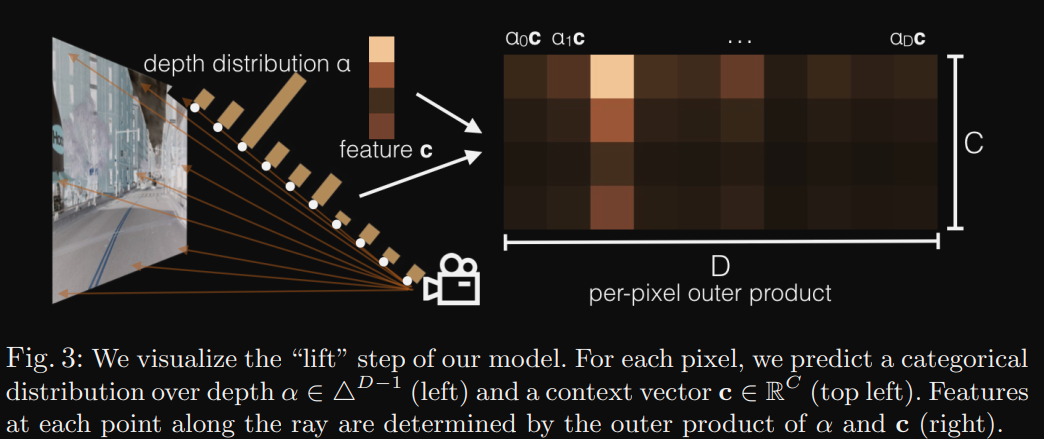 depth distribution α
feature c
α₀c α₁c ... α_Dc
C
D
per-pixel outer product
Fig. 3: We visualize the “lift” step of our model. For each pixel, we predict a categorical
distribution over depth α ∈ △^{D−1} (left) and a context vector c ∈ ℝ^C (top left). Features
at each point along the ray are determined by the outer product of α and c (right).